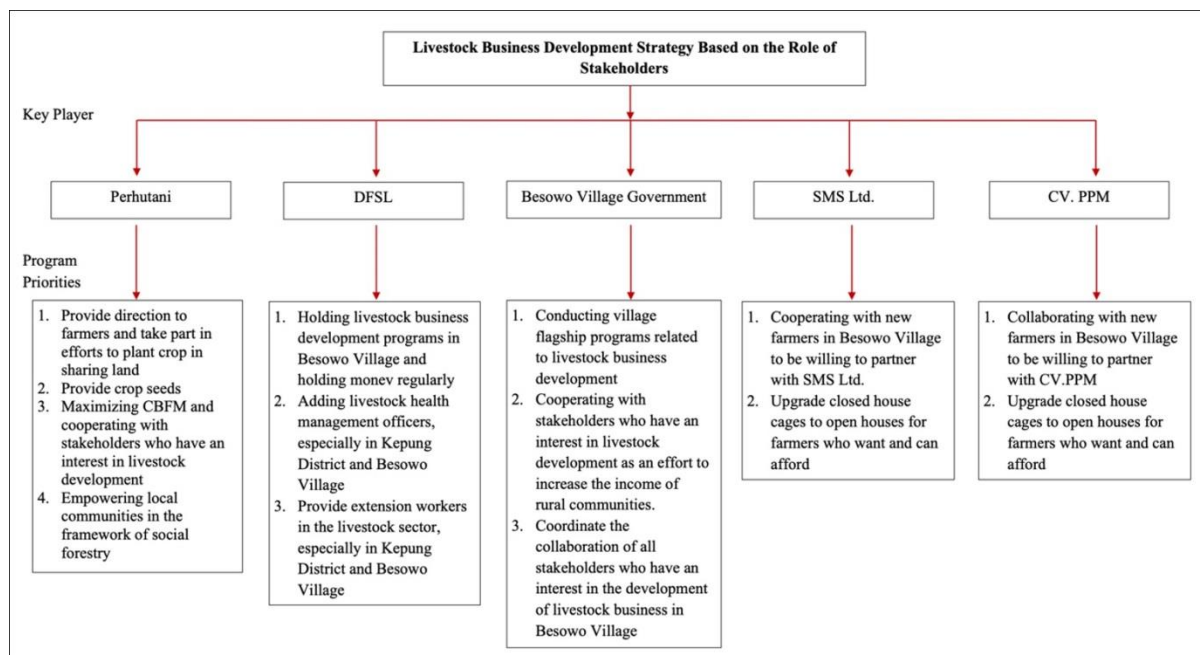 Livestock Business Development Strategy Based on the Role of
Stakeholders
Key Player
Perhutani
DFSL
Besowo Village Government
SMS Ltd.
CV. PPM
Program
Priorities
1. Provide direction to
farmers and take part in
efforts to plant crop in
sharing land
2. Provide crop seeds
3. Maximizing CBFM and
cooperating with
stakeholders who have an
interest in livestock
development
4. Empowering local
communities in the
framework of social
forestry
1. Holding livestock business
development programs in
Besowo Village and
holding monev regularly
2. Adding livestock health
management officers,
especially in Kepung
District and Besowo
Village
3. Provide extension workers
in the livestock sector,
especially in Kepung
District and Besowo
Village
1. Conducting village
flagship programs related
to livestock business
development
2. Cooperating with
stakeholders who have an
interest in livestock
development as an effort to
increase the income of
rural communities.
3. Coordinate the
collaboration of all
stakeholders who have an
interest in the development
of livestock business in
Besowo Village
1. Cooperating with new
farmers in Besowo Village
to be willing to partner
with SMS Ltd.
2. Upgrade closed house
cages to open houses for
farmers who want and can
afford
1. Collaborating with new
farmers in Besowo Village
to be willing to partner
with CV.PPM
2. Upgrade closed house
cages to open houses for
farmers who want and can
afford